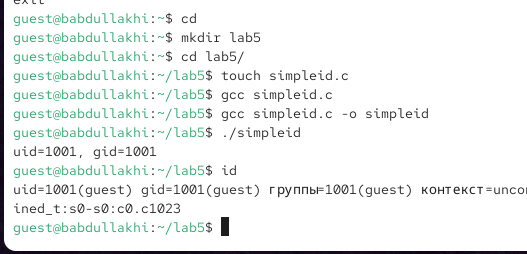 exit
guest@babdullakhi:~$ cd
guest@babdullakhi:~$ mkdir lab5
guest@babdullakhi:~$ cd lab5/
guest@babdullakhi:~/lab5$ touch simpleid.c
guest@babdullakhi:~/lab5$ gcc simpleid.c
guest@babdullakhi:~/lab5$ gcc simpleid.c -o simpleid
guest@babdullakhi:~/lab5$ ./simpleid
uid=1001, gid=1001
guest@babdullakhi:~/lab5$ id
uid=1001(guest) gid=1001(guest) группы=1001(guest) контекст=uncon
ined_t:s0-s0:c0.c1023
guest@babdullakhi:~/lab5$